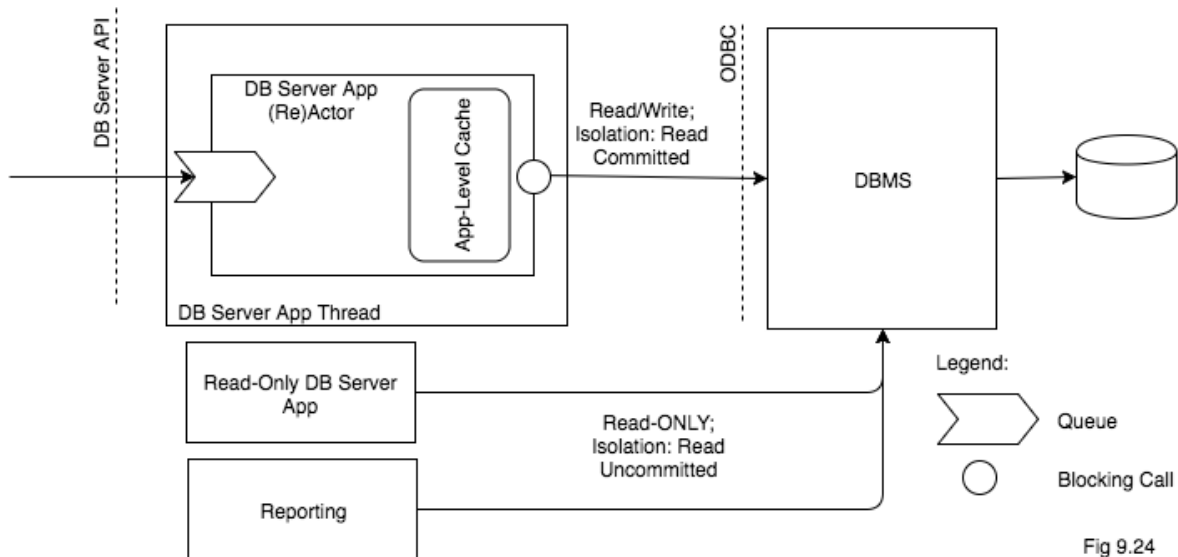 DB Server API
DB Server App
(Re)Actor
App-Level Cache
DB Server App Thread
Read/Write;
Isolation: Read
Committed
ODBC
DBMS
Read-Only DB Server
App
Reporting
Read-ONLY;
Isolation: Read
Uncommitted
Legend:
Queue
Blocking Call
Fig 9.24